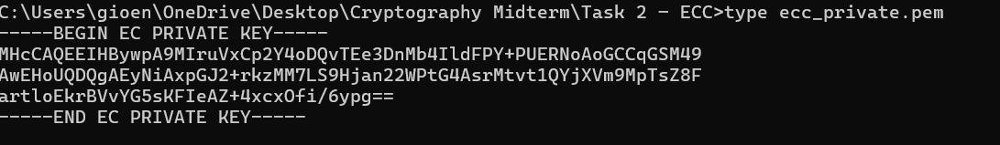 C:\Users\gioen\OneDrive\Desktop\Cryptography Midterm\Task 2 - ECC>type ecc_private.pem
-----BEGIN EC PRIVATE KEY-----
MHcCAQEEIHBywpA9MIruVxCp2Y4oDQvTEe3DnMb4IldFPY+PUERNoAoGCCqGSM49
AwEHoUQDQgAEyNiAxpGJ2+rkzMM7LS9Hjan22WPtG4AsrMtvt1QYjXVm9MpTsZ8F
artloEkrBVvYG5sKFIeAZ+4xcxOfi/6ypg==
-----END EC PRIVATE KEY-----